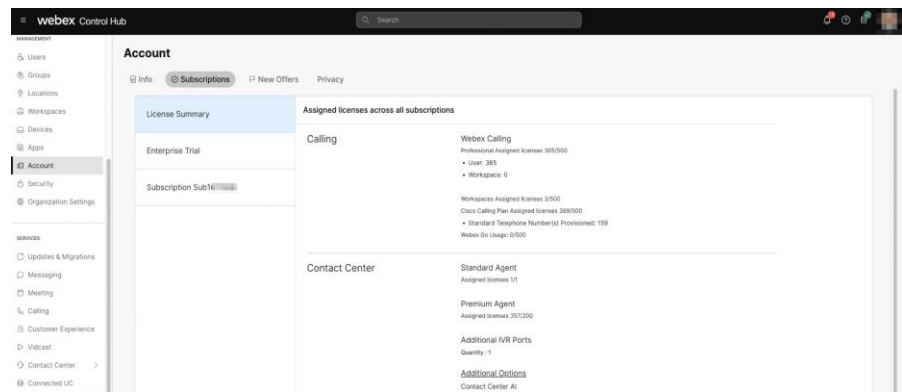 webex Control Hub
Search
MANAGEMENT
Users
Groups
Locations
Workspaces
Devices
Apps
Account
Security
Organization Settings
SERVICES
Updates & Migrations
Messaging
Meeting
Calling
Customer Experience
Vidcast
Contact Center
Connected UC
Account
Info
Subscriptions
New Offers
Privacy
License Summary
Enterprise Trial
Subscription Sub1
Assigned licenses across all subscriptions
Calling
Webex Calling
Professional Assigned licenses 365/500
• User: 365
• Workspace: 0
Workspaces Assigned licenses 3/500
Cisco Calling Plan Assigned licenses 369/500
• Standard Telephone Number(s) Provisioned: 159
Webex Go Usage: 0/500
Contact Center
Standard Agent
Assigned licenses 1/1
Premium Agent
Assigned licenses 357/200
Additional IVR Ports
Quantity : 1
Additional Options
Contact Center AI